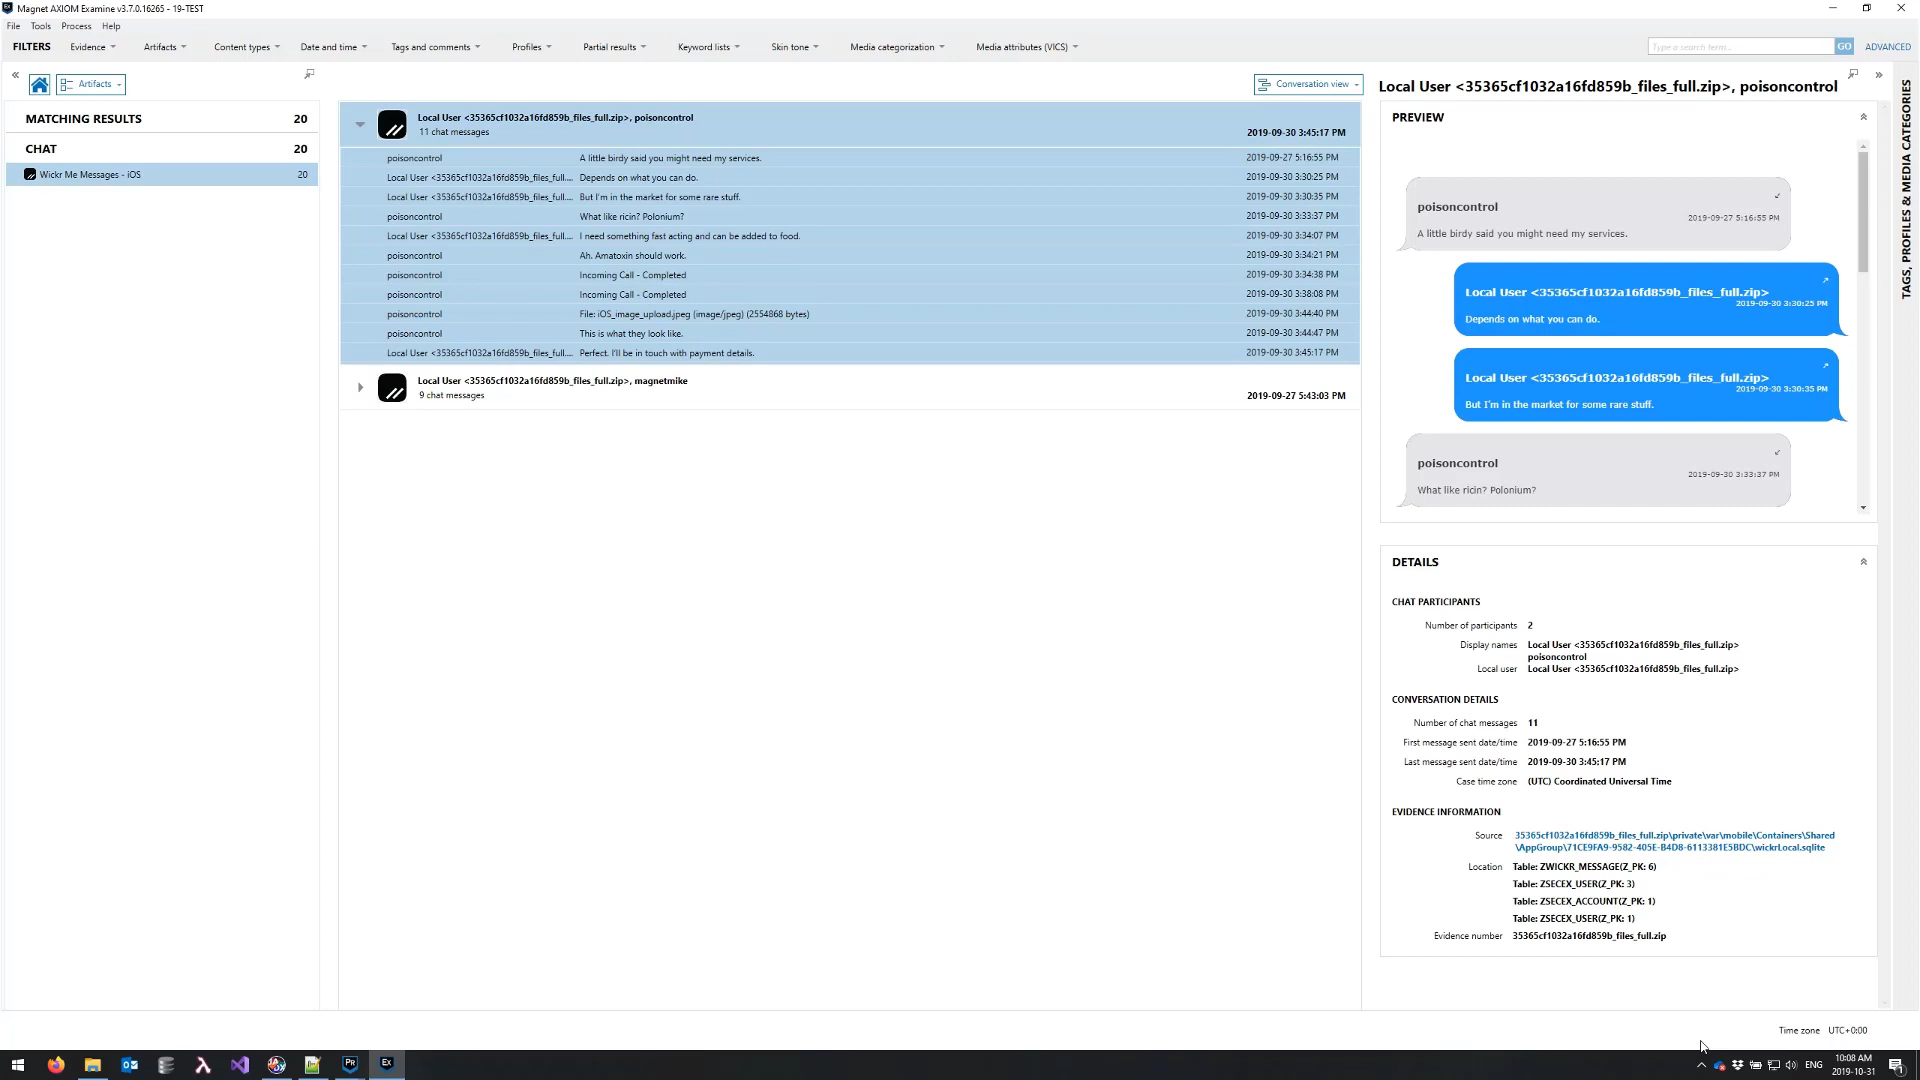 Magnet AXIOM Examine v3.7.0.16265 - 19-TEST
File Tools Process Help
FILTERS Evidence Artifacts Content types Date and time Tags and comments Profiles Partial results Keyword lists Skin tone Media categorization Media attributes (VICS) Type a search term... GO ADVANCED
Artifacts
Conversation view
MATCHING RESULTS 20
CHAT 20
Wickr Me Messages - iOS 20
Local User <35365cf1032a16fd859b_files_full.zip>, poisoncontrol
11 chat messages 2019-09-30 3:45:17 PM
poisoncontrol A little birdy said you might need my services. 2019-09-27 5:16:55 PM
Local User <35365cf1032a16fd859b_files_full.... Depends on what you can do. 2019-09-30 3:30:25 PM
Local User <35365cf1032a16fd859b_files_full.... But I'm in the market for some rare stuff. 2019-09-30 3:30:35 PM
poisoncontrol What like ricin? Polonium? 2019-09-30 3:33:37 PM
Local User <35365cf1032a16fd859b_files_full.... I need something fast acting and can be added to food. 2019-09-30 3:34:07 PM
poisoncontrol Ah. Amatoxin should work. 2019-09-30 3:34:21 PM
poisoncontrol Incoming Call - Completed 2019-09-30 3:34:38 PM
poisoncontrol Incoming Call - Completed 2019-09-30 3:38:08 PM
poisoncontrol File: iOS_image_upload.jpeg (image/jpeg) (2554868 bytes) 2019-09-30 3:44:40 PM
poisoncontrol This is what they look like. 2019-09-30 3:44:47 PM
Local User <35365cf1032a16fd859b_files_full.... Perfect. I'll be in touch with payment details. 2019-09-30 3:45:17 PM
Local User <35365cf1032a16fd859b_files_full.zip>, magnetmike
9 chat messages 2019-09-27 5:43:03 PM
Local User <35365cf1032a16fd859b_files_full.zip>, poisoncontrol
PREVIEW
poisoncontrol
2019-09-27 5:16:55 PM
A little birdy said you might need my services.
Local User <35365cf1032a16fd859b_files_full.zip>
2019-09-30 3:30:25 PM
Depends on what you can do.
Local User <35365cf1032a16fd859b_files_full.zip>
2019-09-30 3:30:35 PM
But I'm in the market for some rare stuff.
poisoncontrol
2019-09-30 3:33:37 PM
What like ricin? Polonium?
DETAILS
CHAT PARTICIPANTS
Number of participants 2
Display names Local User <35365cf1032a16fd859b_files_full.zip>
poisoncontrol
Local user Local User <35365cf1032a16fd859b_files_full.zip>
CONVERSATION DETAILS
Number of chat messages 11
First message sent date/time 2019-09-27 5:16:55 PM
Last message sent date/time 2019-09-30 3:45:17 PM
Case time zone (UTC) Coordinated Universal Time
EVIDENCE INFORMATION
Source 35365cf1032a16fd859b_files_full.zip\private\var\mobile\Containers\Shared
\AppGroup\71CE9FA9-9582-405E-B4D8-6113381E5BDC\wickrLocal.sqlite
Location Table: ZWICKR_MESSAGE(Z_PK: 6)
Table: ZSECEX_USER(Z_PK: 3)
Table: ZSECEX_ACCOUNT(Z_PK: 1)
Table: ZSECEX_USER(Z_PK: 1)
Evidence number 35365cf1032a16fd859b_files_full.zip
TAGS, PROFILES & MEDIA CATEGORIES
Time zone UTC+0:00
Pr Ex
ENG
10:08 AM
2019-10-31